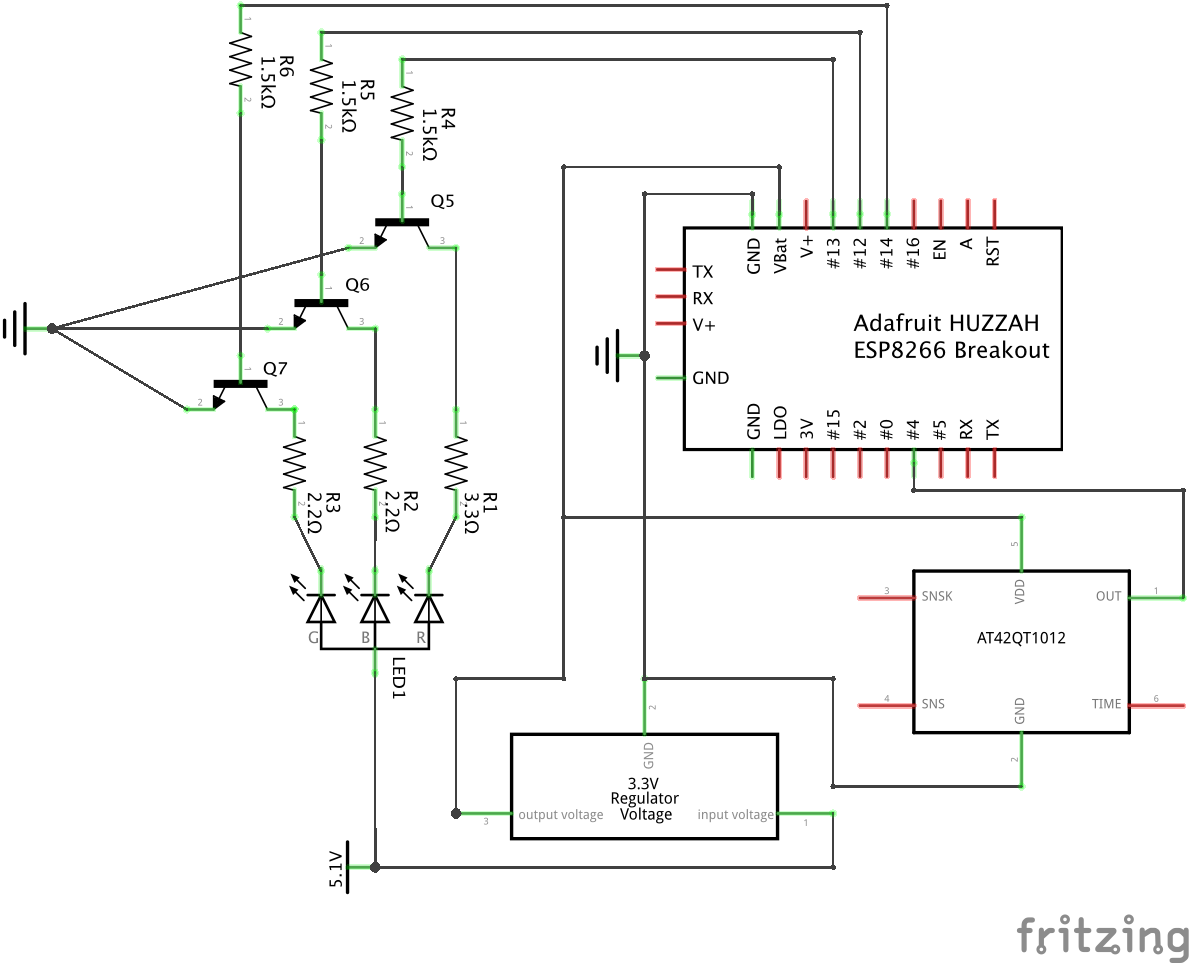 1
R6
1.5kΩ
2
1
R5
1.5kΩ
2
1
R4
1.5kΩ
2
1
Q5
2
3
1
Q6
2
3
1
Q7
2
3
1
R3
2.2Ω
2
1
R2
2.2Ω
2
1
R1
3.3Ω
2
G
B
R
LED1
5.1V
GND
VBat
V+
#13
#12
#14
#16
EN
A
RST
TX
RX
V+
GND
Adafruit HUZZAH
ESP8266 Breakout
GND
LDO
3V
#15
#2
#0
#4
#5
RX
TX
5
VDD
3
SNSK
OUT
1
AT42QT1012
4
SNS
TIME
6
GND
2
2
GND
3.3V
Regulator
Voltage
output voltage
3
input voltage
1
fritzing